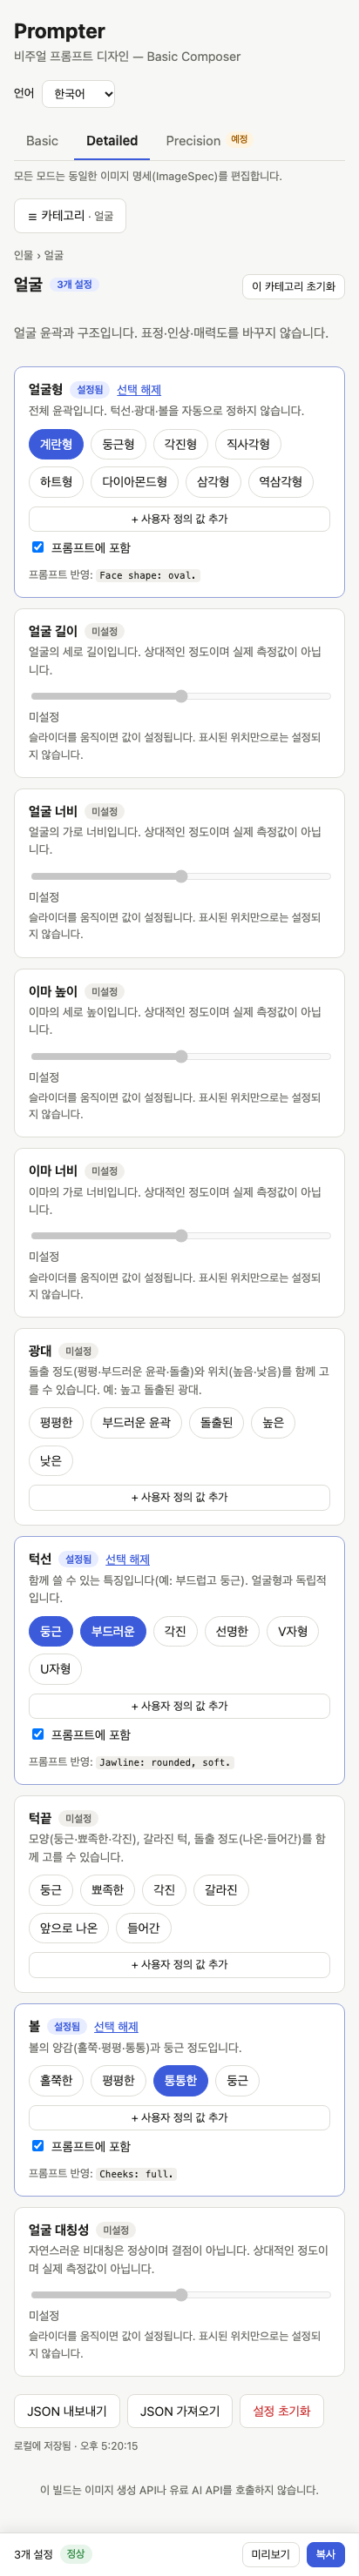 Prompter
비주얼 프롬프트 디자인 — Basic Composer
언어 한국어
Basic Detailed Precision 예정
모든 모드는 동일한 이미지 명세(ImageSpec)를 편집합니다.
≡ 카테고리 · 얼굴
인물 › 얼굴
얼굴 3개 설정 이 카테고리 초기화
얼굴 윤곽과 구조입니다. 표정·인상·매력도를 바꾸지 않습니다.
얼굴형 설정됨 선택 해제
전체 윤곽입니다. 턱선·광대·볼을 자동으로 정하지 않습니다.
계란형 둥근형 각진형 직사각형
하트형 다이아몬드형 삼각형 역삼각형
+ 사용자 정의 값 추가
프롬프트에 포함
프롬프트 반영: Face shape: oval.
얼굴 길이 미설정
얼굴의 세로 길이입니다. 상대적인 정도이며 실제 측정값이 아닙
니다.
미설정
슬라이더를 움직이면 값이 설정됩니다. 표시된 위치만으로는 설정되
지 않습니다.
얼굴 너비 미설정
얼굴의 가로 너비입니다. 상대적인 정도이며 실제 측정값이 아닙
니다.
미설정
슬라이더를 움직이면 값이 설정됩니다. 표시된 위치만으로는 설정되
지 않습니다.
이마 높이 미설정
이마의 세로 높이입니다. 상대적인 정도이며 실제 측정값이 아닙
니다.
미설정
슬라이더를 움직이면 값이 설정됩니다. 표시된 위치만으로는 설정되
지 않습니다.
이마 너비 미설정
이마의 가로 너비입니다. 상대적인 정도이며 실제 측정값이 아닙
니다.
미설정
슬라이더를 움직이면 값이 설정됩니다. 표시된 위치만으로는 설정되
지 않습니다.
광대 미설정
돌출 정도(평평·부드러운 윤곽·돌출)와 위치(높음·낮음)를 함께 고
를 수 있습니다. 예: 높고 돌출된 광대.
평평한 부드러운 윤곽 돌출된 높은
낮은
+ 사용자 정의 값 추가
턱선 설정됨 선택 해제
함께 쓸 수 있는 특징입니다(예: 부드럽고 둥근). 얼굴형과 독립적
입니다.
둥근 부드러운 각진 선명한 V자형
U자형
+ 사용자 정의 값 추가
프롬프트에 포함
프롬프트 반영: Jawline: rounded, soft.
턱끝 미설정
모양(둥근·뾰족한·각진), 갈라진 턱, 돌출 정도(나온·들어간)를 함
께 고를 수 있습니다.
둥근 뾰족한 각진 갈라진
앞으로 나온 들어간
+ 사용자 정의 값 추가
볼 설정됨 선택 해제
볼의 양감(홀쭉·평평·통통)과 둥근 정도입니다.
홀쭉한 평평한 통통한 둥근
+ 사용자 정의 값 추가
프롬프트에 포함
프롬프트 반영: Cheeks: full.
얼굴 대칭성 미설정
자연스러운 비대칭은 정상이며 결점이 아닙니다. 상대적인 정도이
며 실제 측정값이 아닙니다.
미설정
슬라이더를 움직이면 값이 설정됩니다. 표시된 위치만으로는 설정되
지 않습니다.
JSON 내보내기 JSON 가져오기 설정 초기화
로컬에 저장됨 · 오후 5:20:15
이 빌드는 이미지 생성 API나 유료 AI API를 호출하지 않습니다.
3개 설정 정상 미리보기 복사